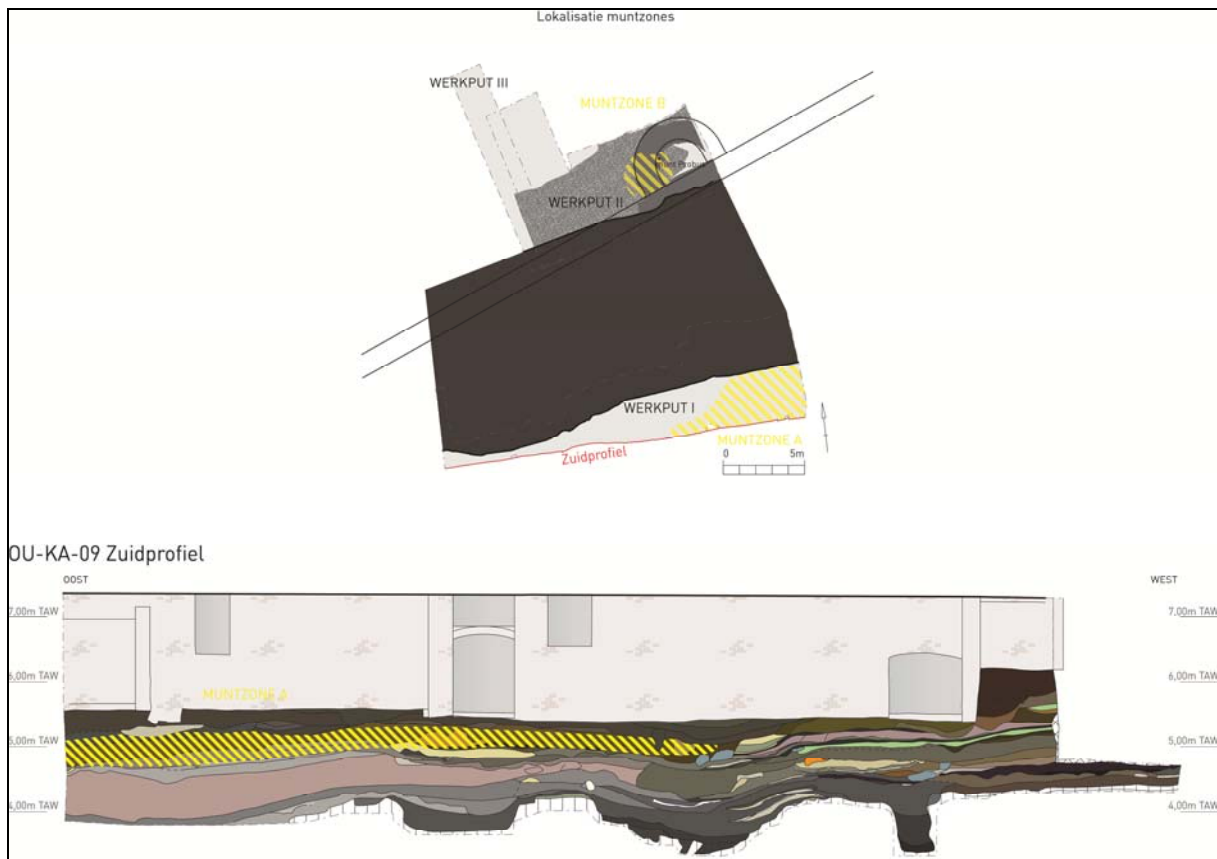 Lokalisatie muntzones
WERKPUT III
MUNTZONE B
munt Probus
WERKPUT II
WERKPUT I
MUNTZONE A
Zuidprofiel
0 5m
OU-KA-09 Zuidprofiel
OOST WEST
7,00m TAW 7,00m TAW
6,00m TAW 6,00m TAW
MUNTZONE A
5,00m TAW 5,00m TAW
4,00m TAW 4,00m TAW